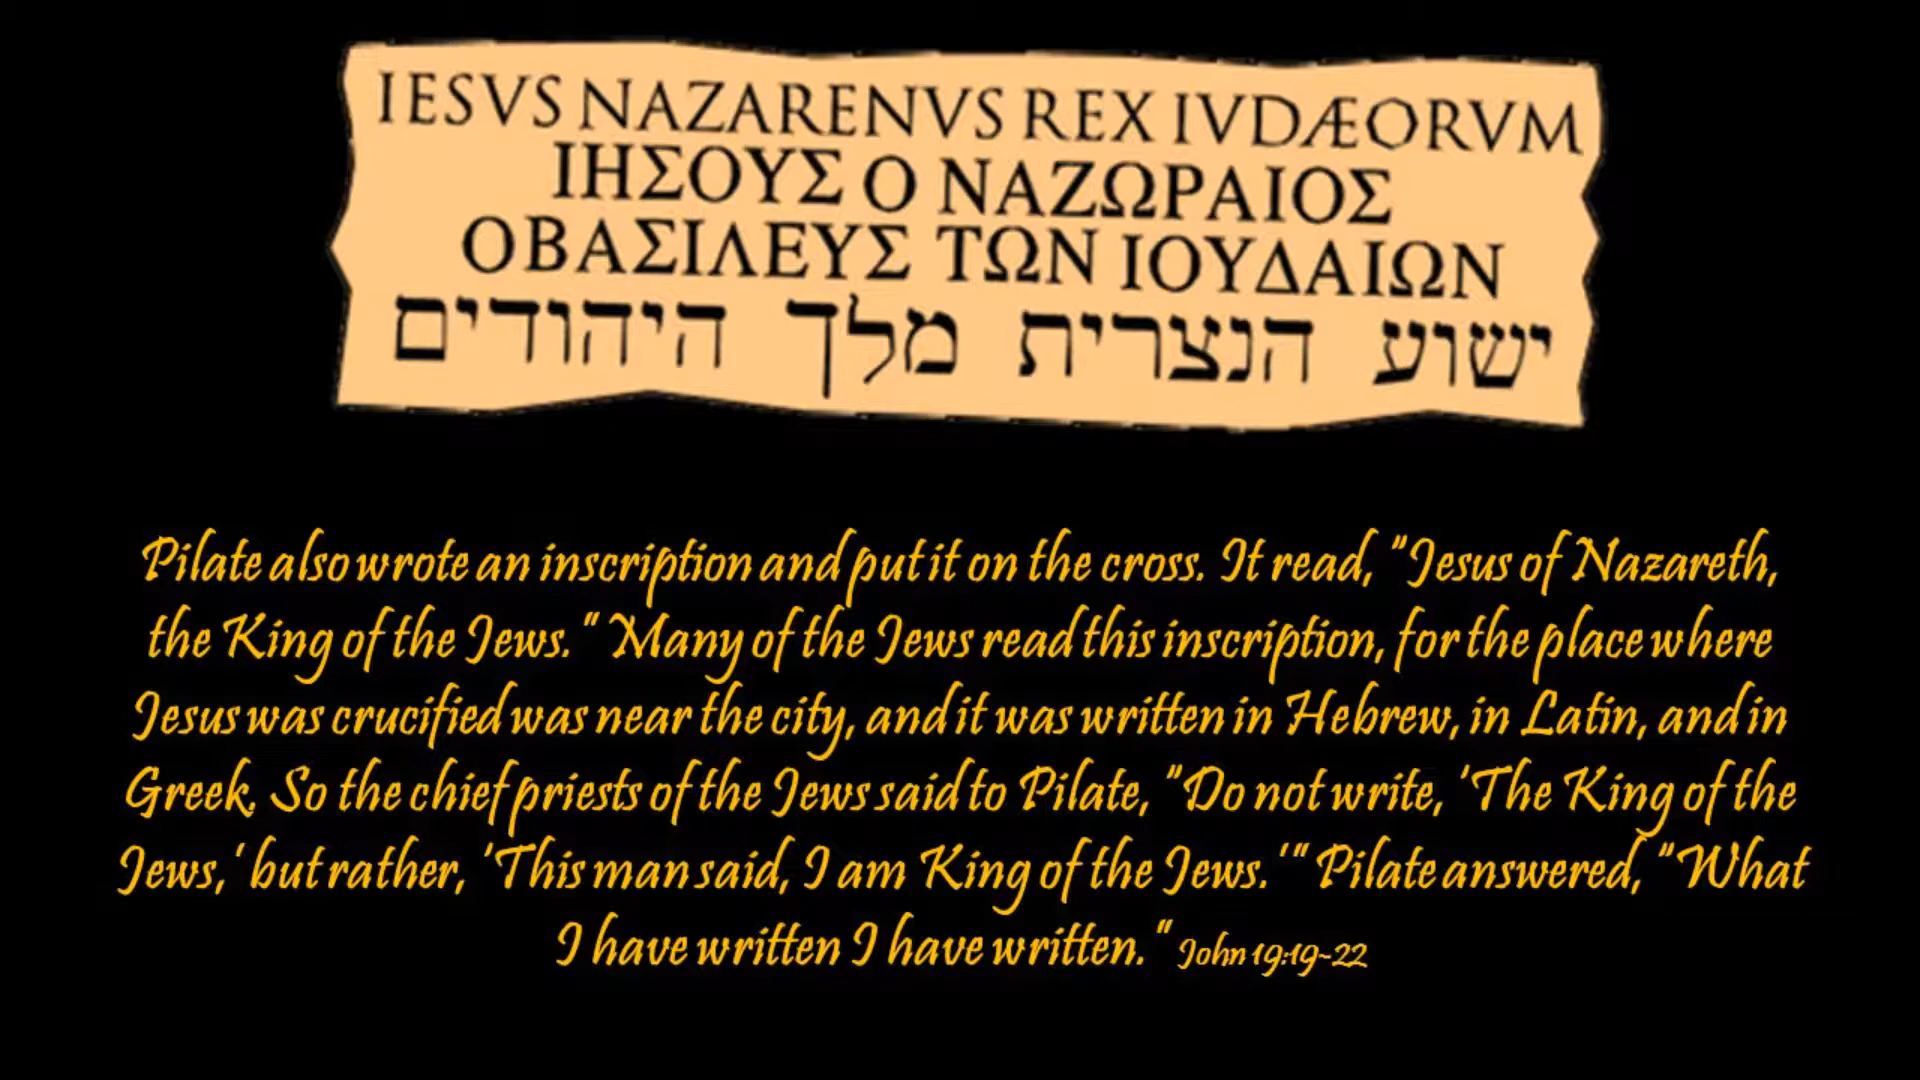 IESVS NAZARENVS REX IVDÆORVM
ΙΗΣΟΥΣ Ο ΝΑΖΩΡΑΙΟΣ
Ο ΒΑΣΙΛΕΥΣ ΤΩΝ ΙΟΥΔΑΙΩΝ
ישוע הנצרית מלך היהודים
Pilate also wrote an inscription and put it on the cross. It read, "Jesus of Nazareth,
the King of the Jews." Many of the Jews read this inscription, for the place where
Jesus was crucified was near the city, and it was written in Hebrew, in Latin, and in
Greek. So the chief priests of the Jews said to Pilate, "Do not write, 'The King of the
Jews,' but rather, 'This man said, I am King of the Jews.'" Pilate answered, "What
I have written I have written." John 19:19-22